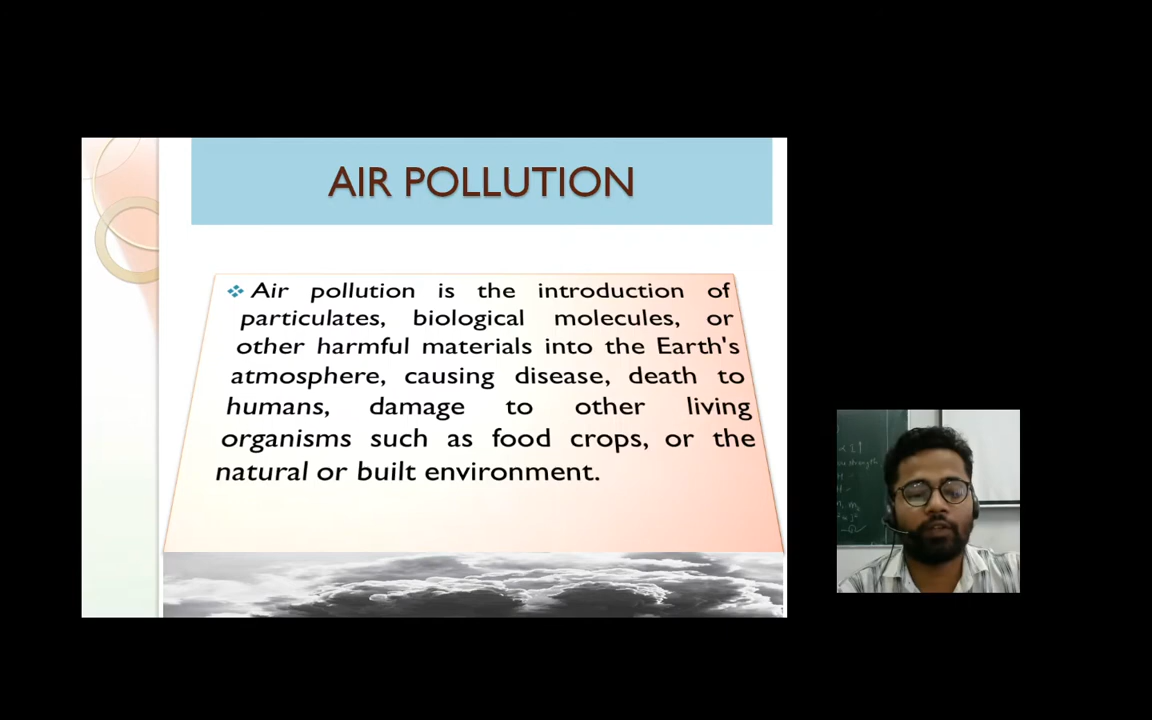 AIR POLLUTION
Air pollution is the introduction of
particulates, biological molecules, or
other harmful materials into the Earth's
atmosphere, causing disease, death to
humans, damage to other living
organisms such as food crops, or the
natural or built environment.
strength